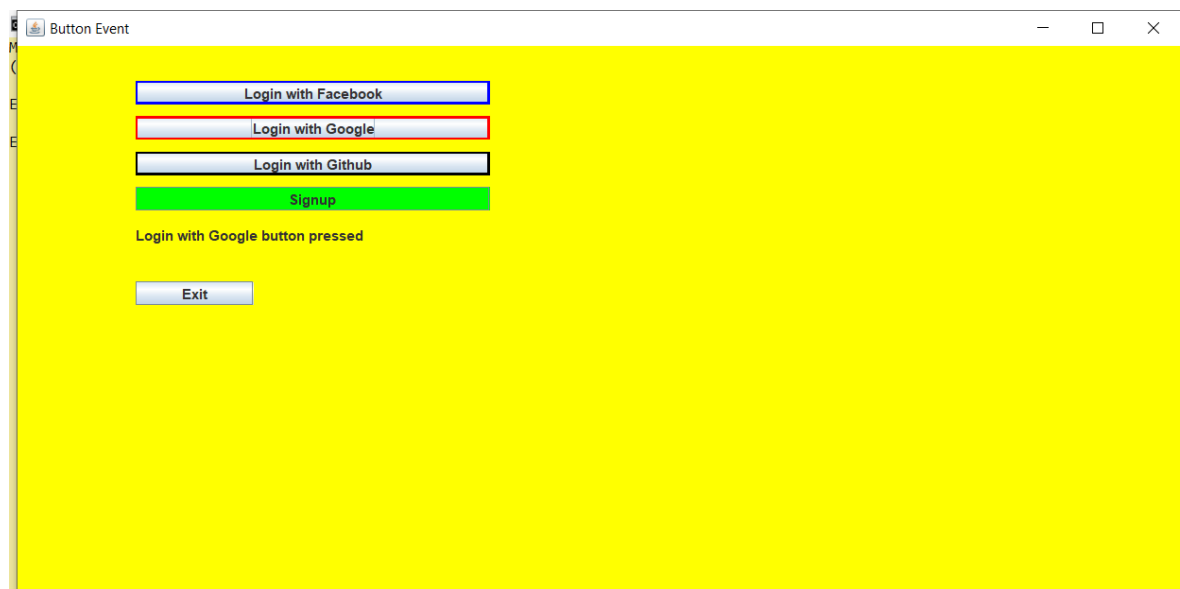 Button Event
Login with Facebook
Login with Google
Login with Github
Signup
Login with Google button pressed
Exit